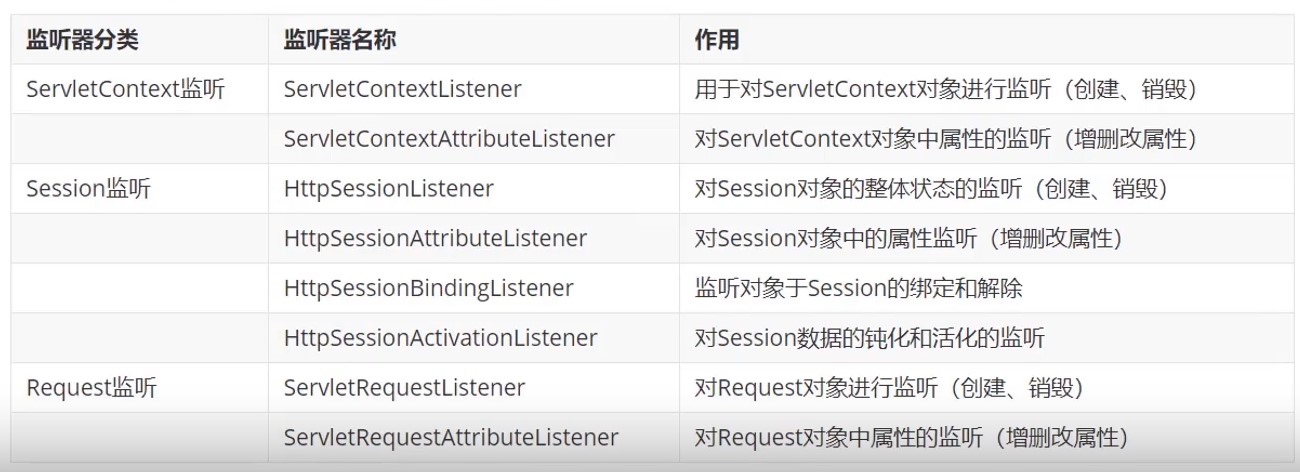 监听器分类 监听器名称 作用
ServletContext监听 ServletContextListener 用于对ServletContext对象进行监听（创建、销毁）
ServletContextAttributeListener 对ServletContext对象中属性的监听（增删改属性）
Session监听 HttpSessionListener 对Session对象的整体状态的监听（创建、销毁）
HttpSessionAttributeListener 对Session对象中的属性监听（增删改属性）
HttpSessionBindingListener 监听对象于Session的绑定和解除
HttpSessionActivationListener 对Session数据的钝化和活化的监听
Request监听 ServletRequestListener 对Request对象进行监听（创建、销毁）
ServletRequestAttributeListener 对Request对象中属性的监听（增删改属性）